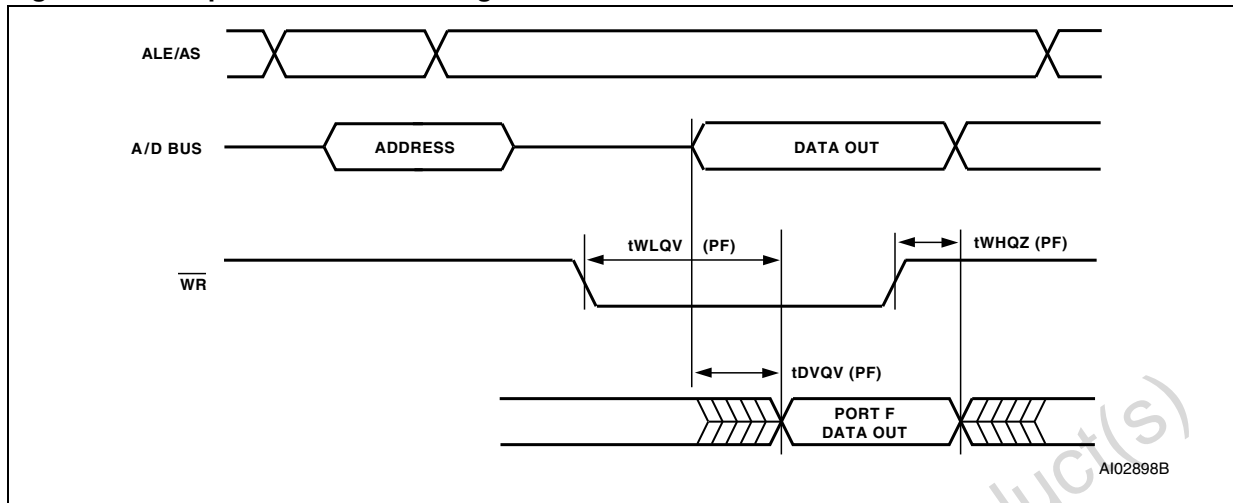 ALE/AS
A/D BUS
ADDRESS
DATA OUT
tWLQV (PF)
tWHQZ (PF)
WR
tDVQV (PF)
PORT F
DATA OUT
AI02898B